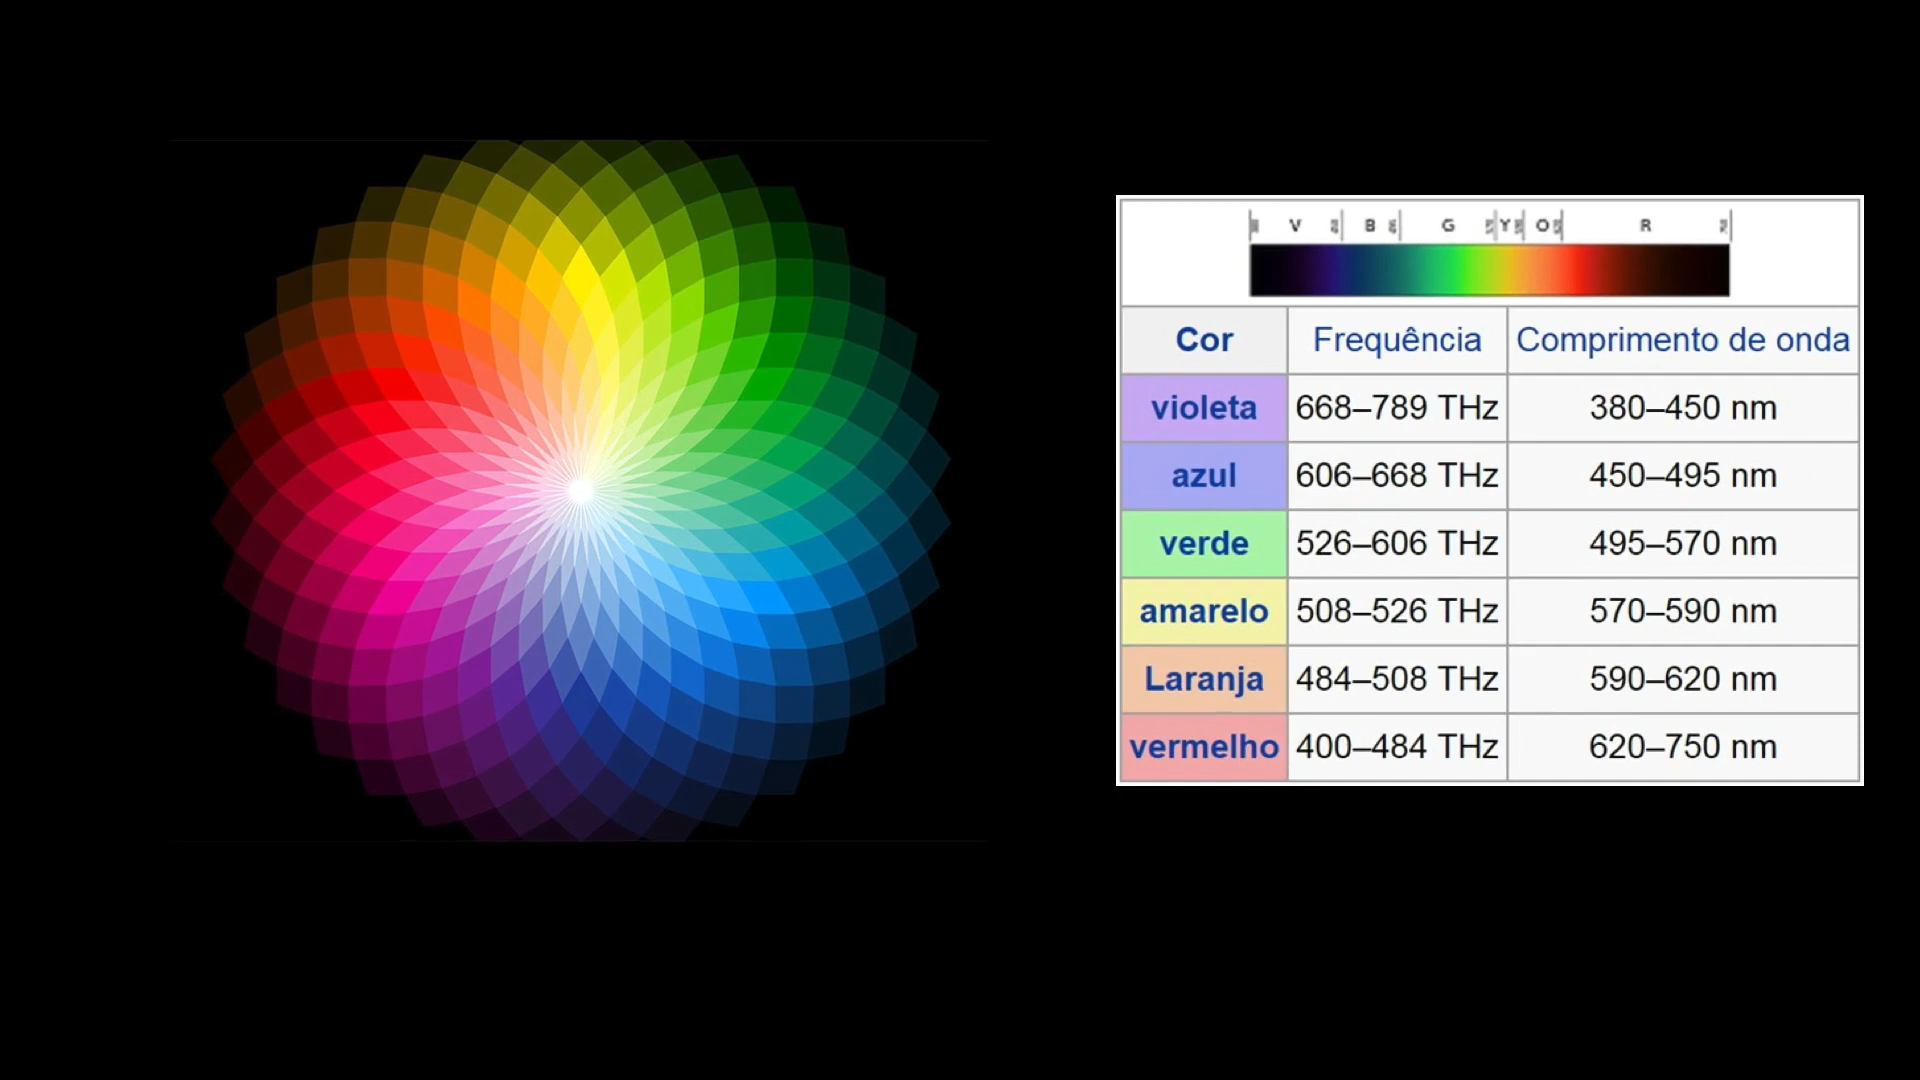 V B G Y O R
Cor Frequência Comprimento de onda
violeta 668–789 THz 380–450 nm
azul 606–668 THz 450–495 nm
verde 526–606 THz 495–570 nm
amarelo 508–526 THz 570–590 nm
Laranja 484–508 THz 590–620 nm
vermelho 400–484 THz 620–750 nm